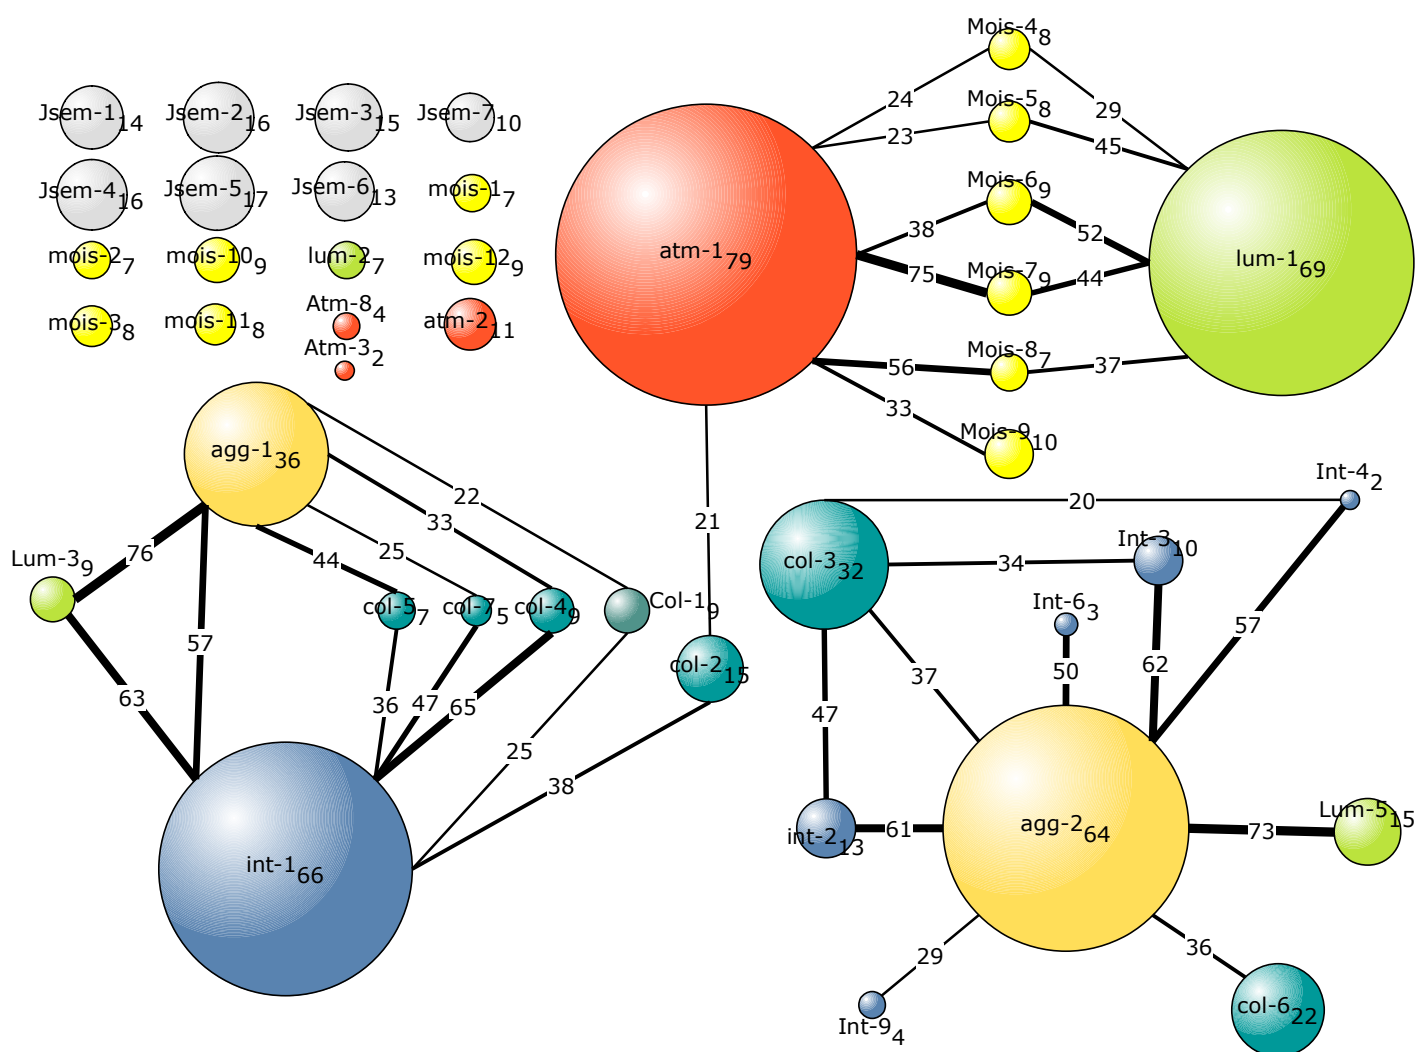 Mois-4 8
24
29
Jsem-1 14
Jsem-2 16
Jsem-3 15
Jsem-7 10
Mois-5 8
23
45
Jsem-4 16
Jsem-5 17
Jsem-6 13
mois-1 7
Mois-6 9
38
52
atm-1 79
lum-1 69
mois-2 7
mois-10 9
lum-2 7
mois-12 9
75
Mois-7 9
44
mois-3 8
mois-11 8
Atm-8 4
atm-2 11
Atm-3 2
56
Mois-8 7
37
33
Mois-9 10
agg-1 36
22
33
21
20
Int-4 2
Lum-3 9
76
44
25
col-3 32
34
Int-3 10
col-5 7
col-7 5
col-4 9
Col-1 9
Int-6 3
57
57
col-2 15
37
50
62
63
36
47
65
47
25
38
int-1 66
int-2 13
61
agg-2 64
73
Lum-5 15
29
36
Int-9 4
col-6 22